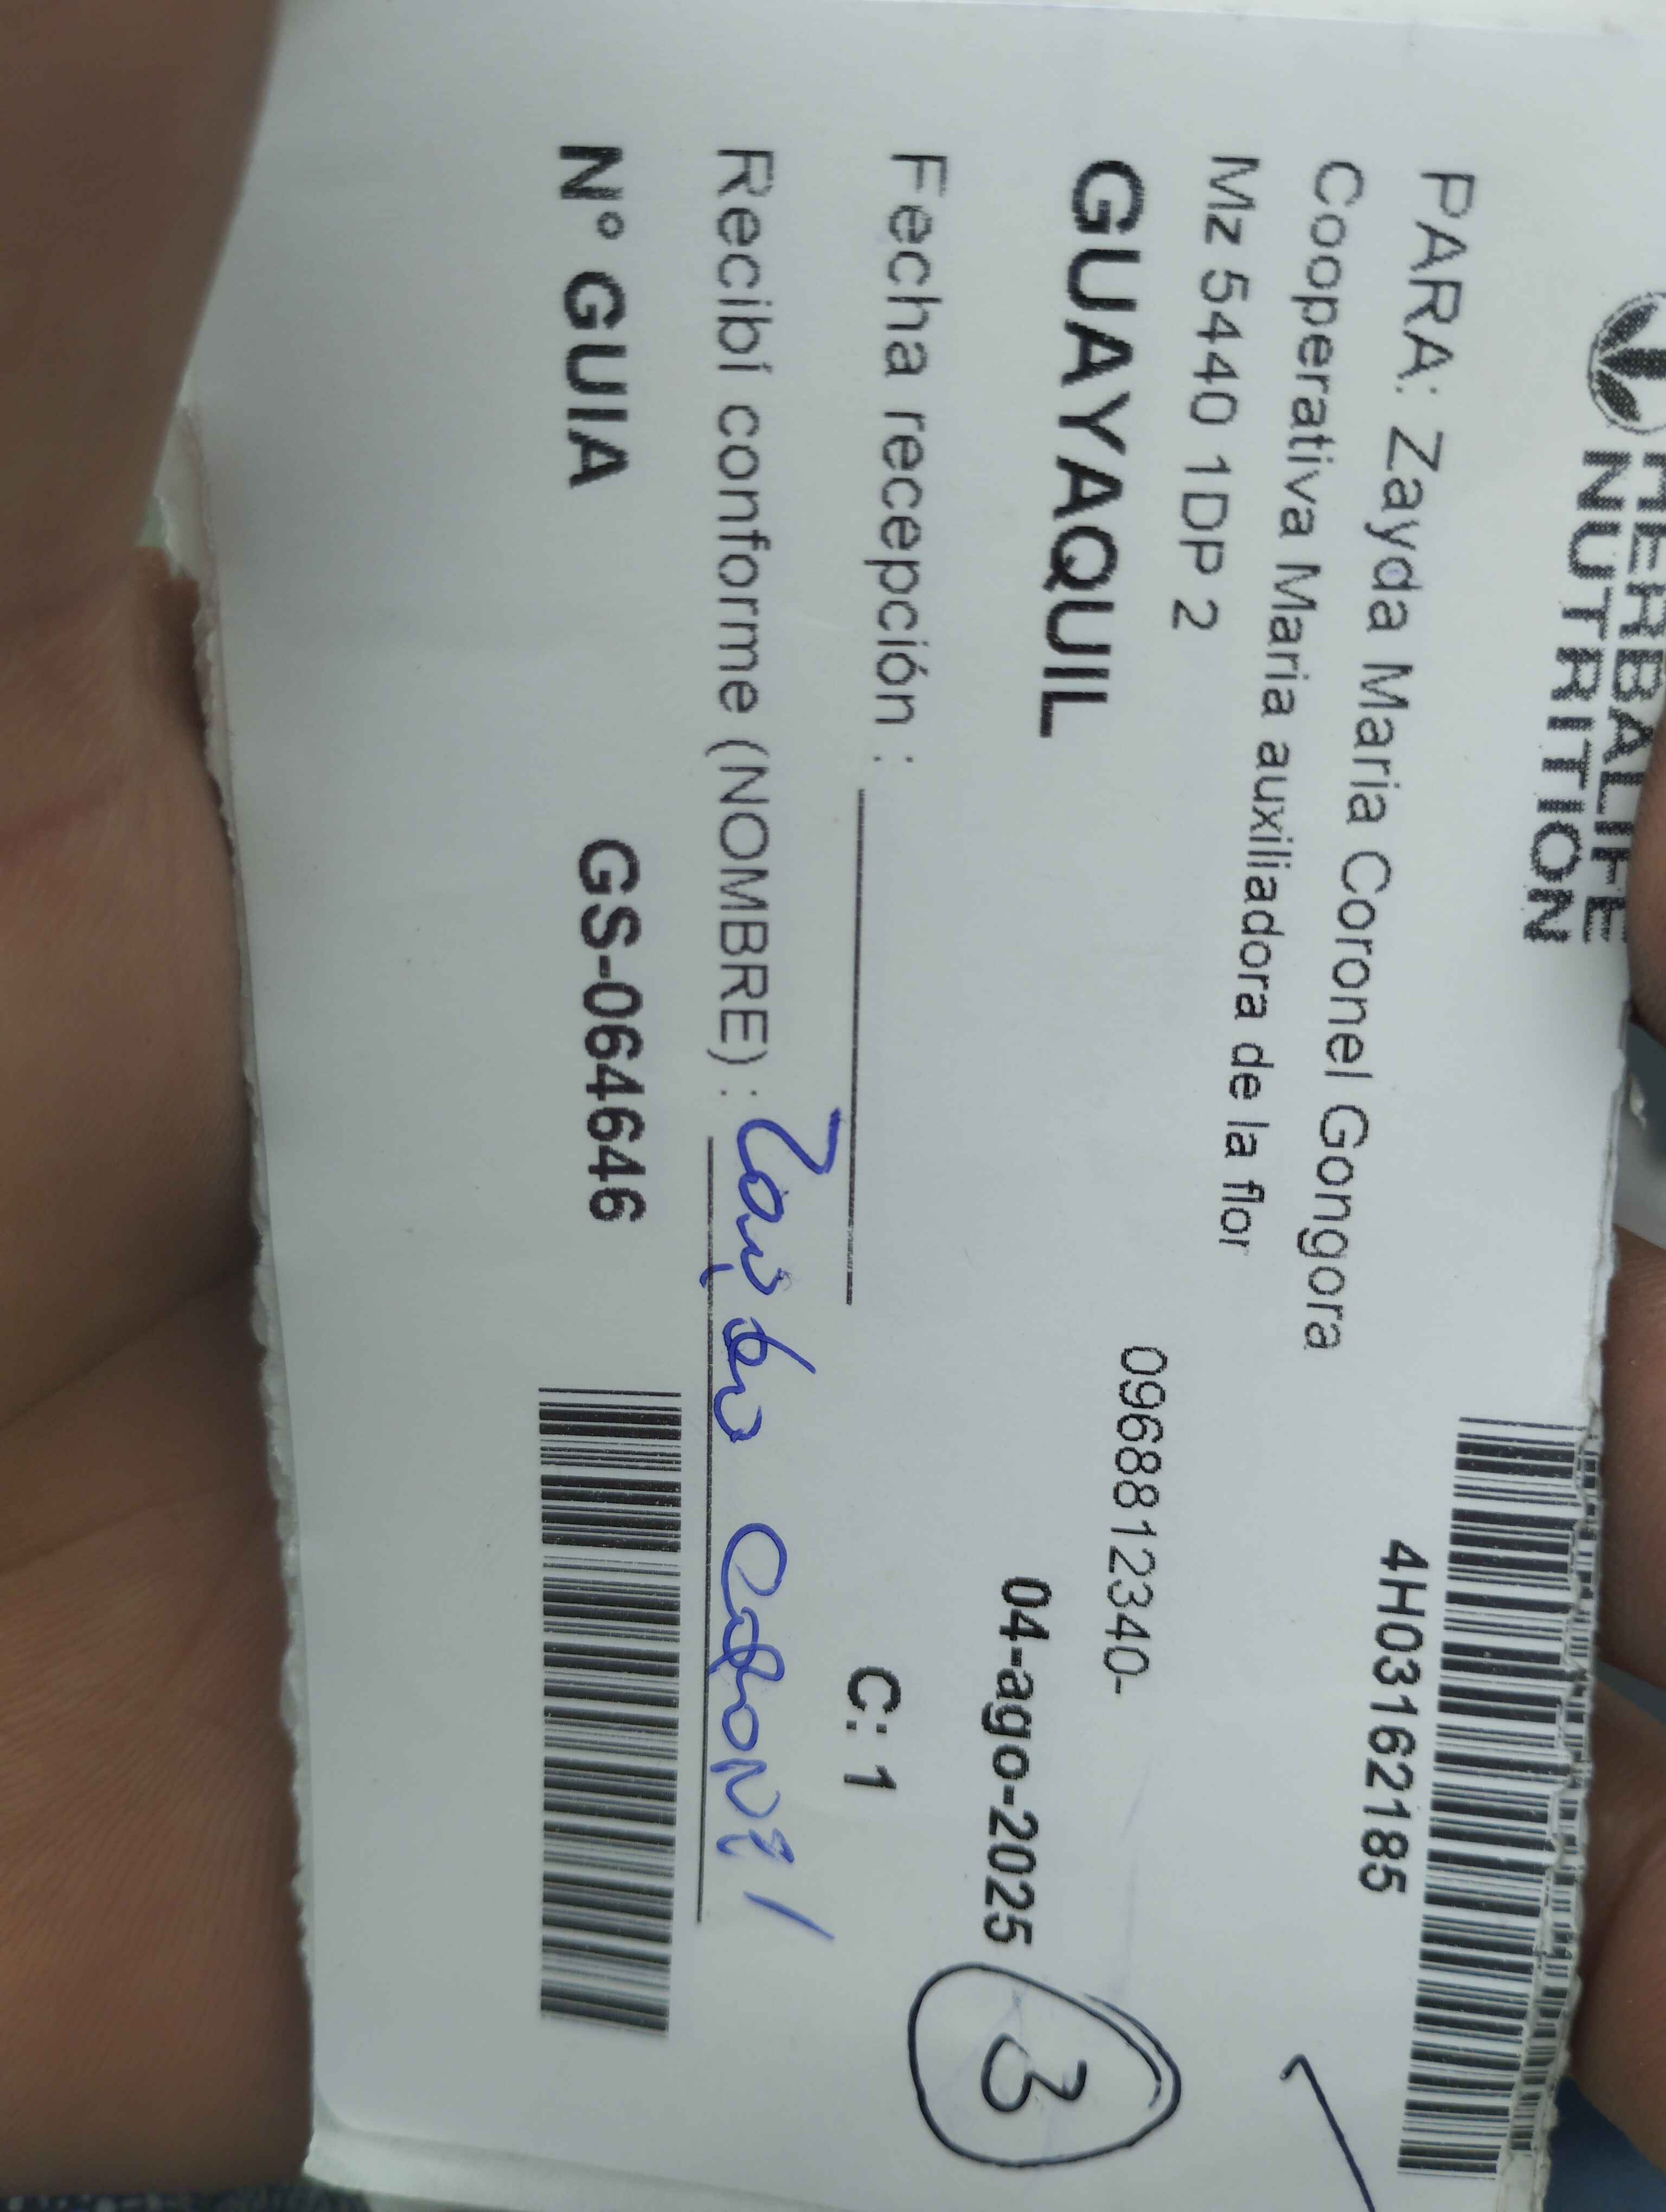 HERBALIFE
NUTRITION
4H03162185
PARA: Zayda Maria Coronel Gongora
Cooperativa Maria auxiliadora de la flor
Mz 5440 1DP 2
0968812340-
GUAYAQUIL
04-ago-2025
3
Fecha recepción :
C: 1
Recibí conforme (NOMBRE) :
N° GUIA GS-064646